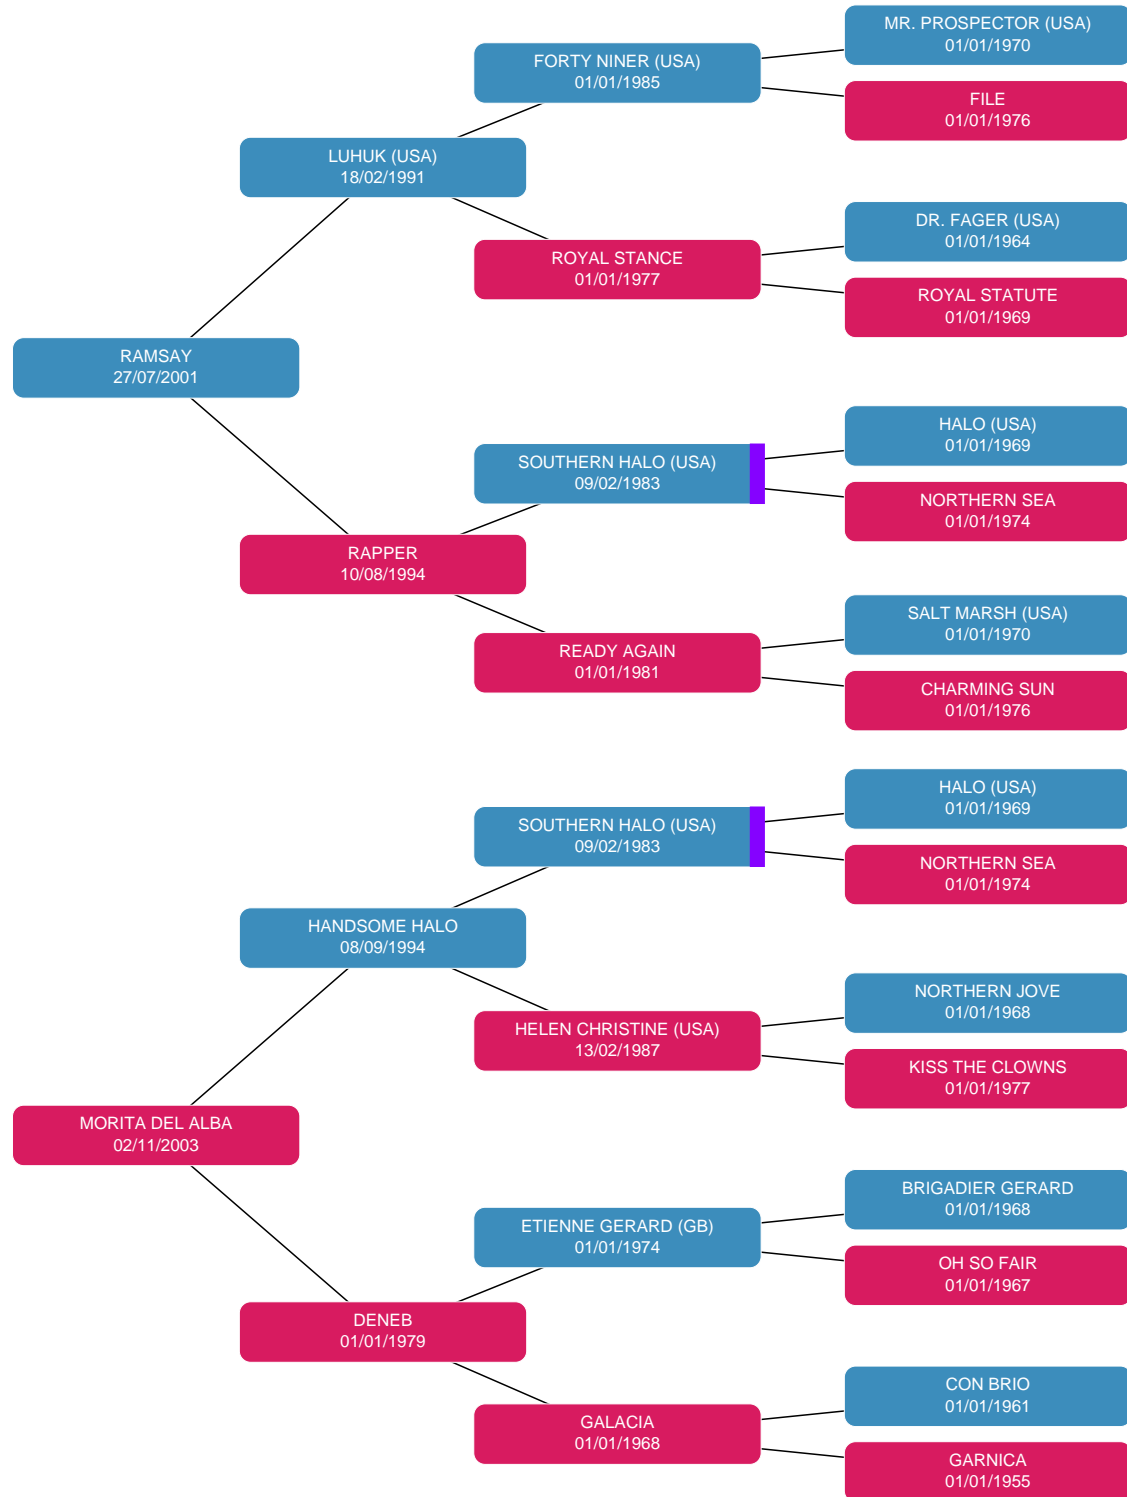 MR. PROSPECTOR (USA)
01/01/1970
FORTY NINER (USA)
01/01/1985
FILE
01/01/1976
LUHUK (USA)
18/02/1991
DR. FAGER (USA)
01/01/1964
ROYAL STANCE
01/01/1977
ROYAL STATUTE
01/01/1969
RAMSAY
27/07/2001
HALO (USA)
01/01/1969
SOUTHERN HALO (USA)
09/02/1983
NORTHERN SEA
01/01/1974
RAPPER
10/08/1994
SALT MARSH (USA)
01/01/1970
READY AGAIN
01/01/1981
CHARMING SUN
01/01/1976
HALO (USA)
01/01/1969
SOUTHERN HALO (USA)
09/02/1983
NORTHERN SEA
01/01/1974
HANDSOME HALO
08/09/1994
NORTHERN JOVE
01/01/1968
HELEN CHRISTINE (USA)
13/02/1987
KISS THE CLOWNS
01/01/1977
MORITA DEL ALBA
02/11/2003
BRIGADIER GERARD
01/01/1968
ETIENNE GERARD (GB)
01/01/1974
OH SO FAIR
01/01/1967
DENEB
01/01/1979
CON BRIO
01/01/1961
GALACIA
01/01/1968
GARNICA
01/01/1955